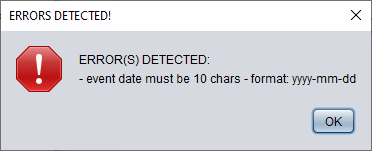 ERRORS DETECTED!
ERROR(S) DETECTED:
- event date must be 10 chars - format: yyyy-mm-dd
OK